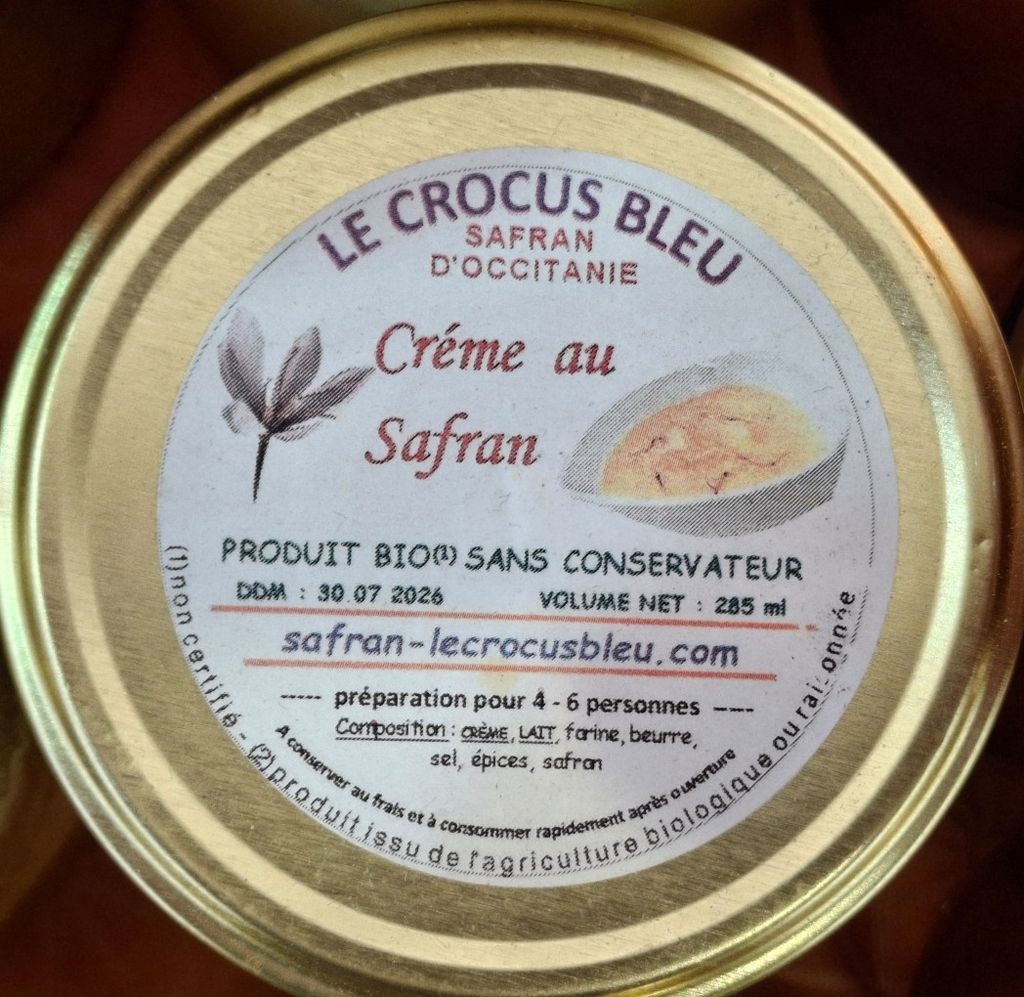 LE CROCUS BLEU
SAFRAN
D'OCCITANIE
Créme au
Safran
PRODUIT BIO(1) SANS CONSERVATEUR
DDM : 30 07 2026 VOLUME NET : 285 ml
safran-lecrocusbleu.com
----- préparation pour 4 - 6 personnes ----
Composition : CRÈME, LAIT, farine, beurre,
sel, épices, safran
A conserver au frais et à consommer rapidement après ouverture
(1) non certifié - (2) produit issu de l'agriculture biologique ou raisonnée